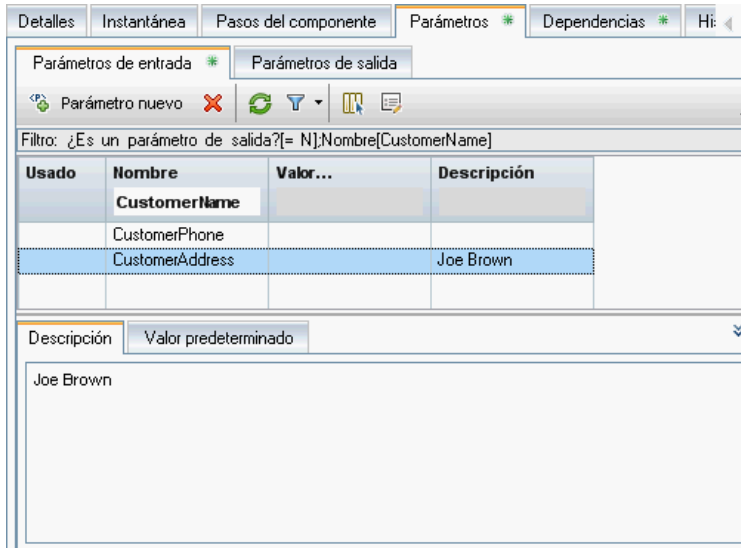 Detalles Instantánea Pasos del componente Parámetros Dependencias His
Parámetros de entrada Parámetros de salida
Parámetro nuevo
Filtro: ¿Es un parámetro de salida?[= N];Nombre[CustomerName]
Usado Nombre Valor... Descripción
CustomerName
CustomerPhone
CustomerAddress Joe Brown
Descripción Valor predeterminado
Joe Brown